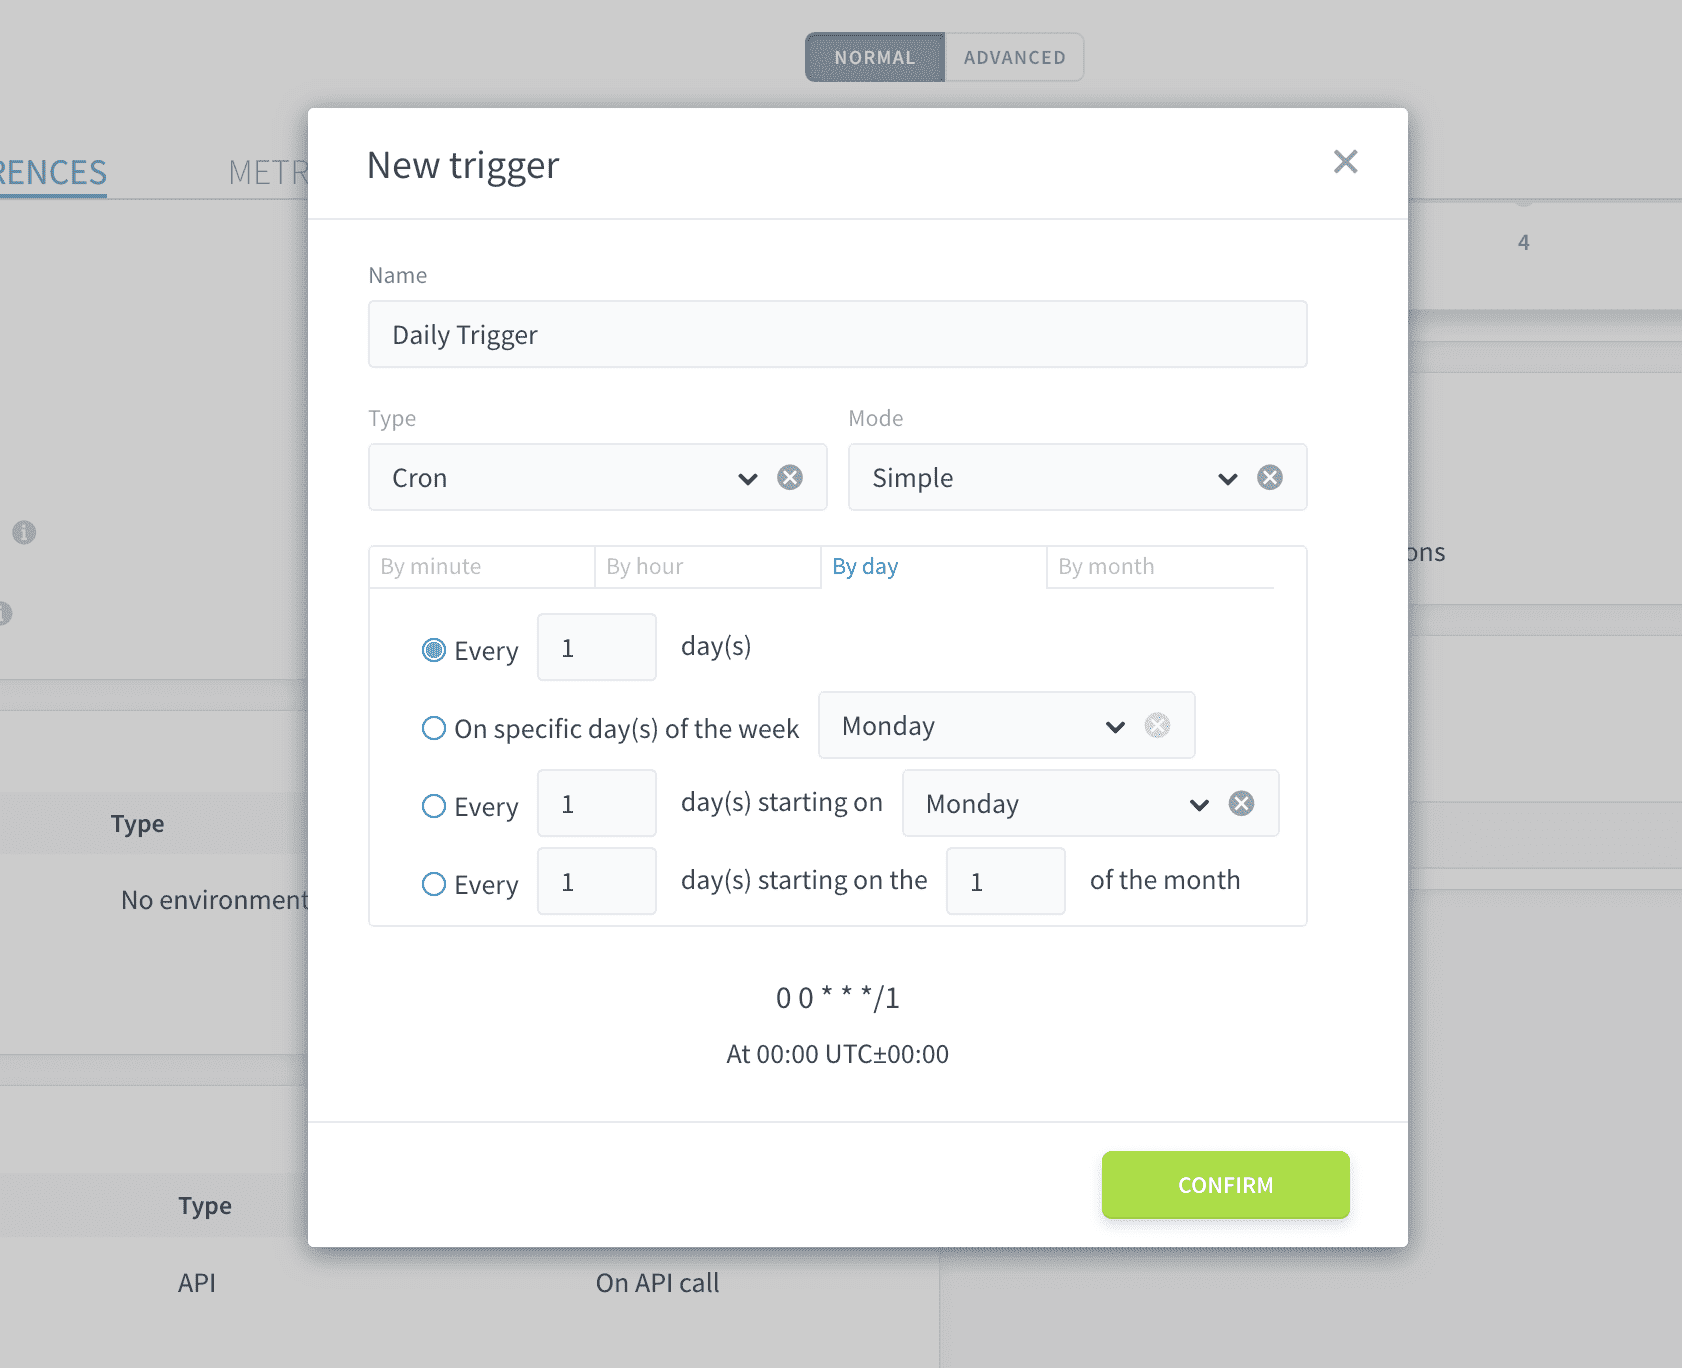 NORMAL ADVANCED
RENCES METR
New trigger
4
Name
Daily Trigger
Type Mode
Cron Simple
By minute By hour By day By month
ons
Every 1 day(s)
On specific day(s) of the week Monday
Every 1 day(s) starting on Monday
Type
Every 1 day(s) starting on the 1 of the month
No environment
0 0 * * */1
At 00:00 UTC±00:00
CONFIRM
Type
API On API call